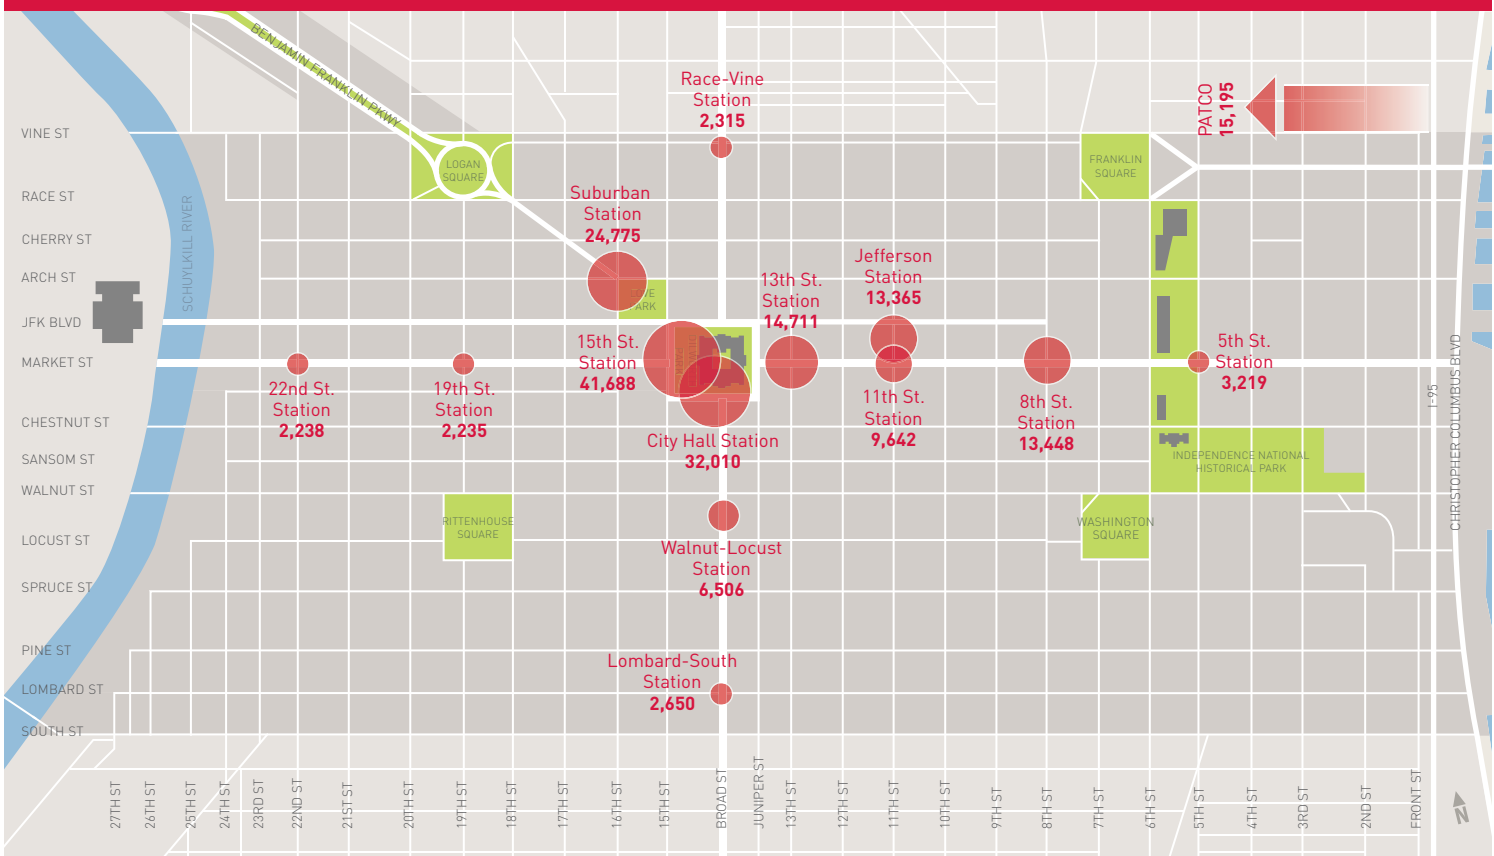 BENJAMIN FRANKLIN PKWY
Race-Vine
Station
2,315
PATCO
15,195
VINE ST
RACE ST
CHERRY ST
ARCH ST
JFK BLVD
MARKET ST
CHESTNUT ST
SANSOM ST
WALNUT ST
LOCUST ST
SPRUCE ST
PINE ST
LOMBARD ST
SOUTH ST
SCHUYLKILL RIVER
LOGAN
SQUARE
FRANKLIN
SQUARE
Suburban
Station
24,775
LOVE
PARK
Jefferson
Station
13,365
13th St.
Station
14,711
15th St.
Station
41,688
5th St.
Station
3,219
22nd St.
Station
2,238
19th St.
Station
2,235
11th St.
Station
9,642
8th St.
Station
13,448
City Hall Station
32,010
INDEPENDENCE NATIONAL
HISTORICAL PARK
RITTENHOUSE
SQUARE
WASHINGTON
SQUARE
Walnut-Locust
Station
6,506
Lombard-South
Station
2,650
I-95
CHRISTOPHER COLUMBUS BLVD
27TH ST
26TH ST
25TH ST
24TH ST
23RD ST
22ND ST
21ST ST
20TH ST
19TH ST
18TH ST
17TH ST
16TH ST
15TH ST
BROAD ST
JUNIPER ST
13TH ST
12TH ST
11TH ST
10TH ST
9TH ST
8TH ST
7TH ST
6TH ST
5TH ST
4TH ST
3RD ST
2ND ST
FRONT ST
N